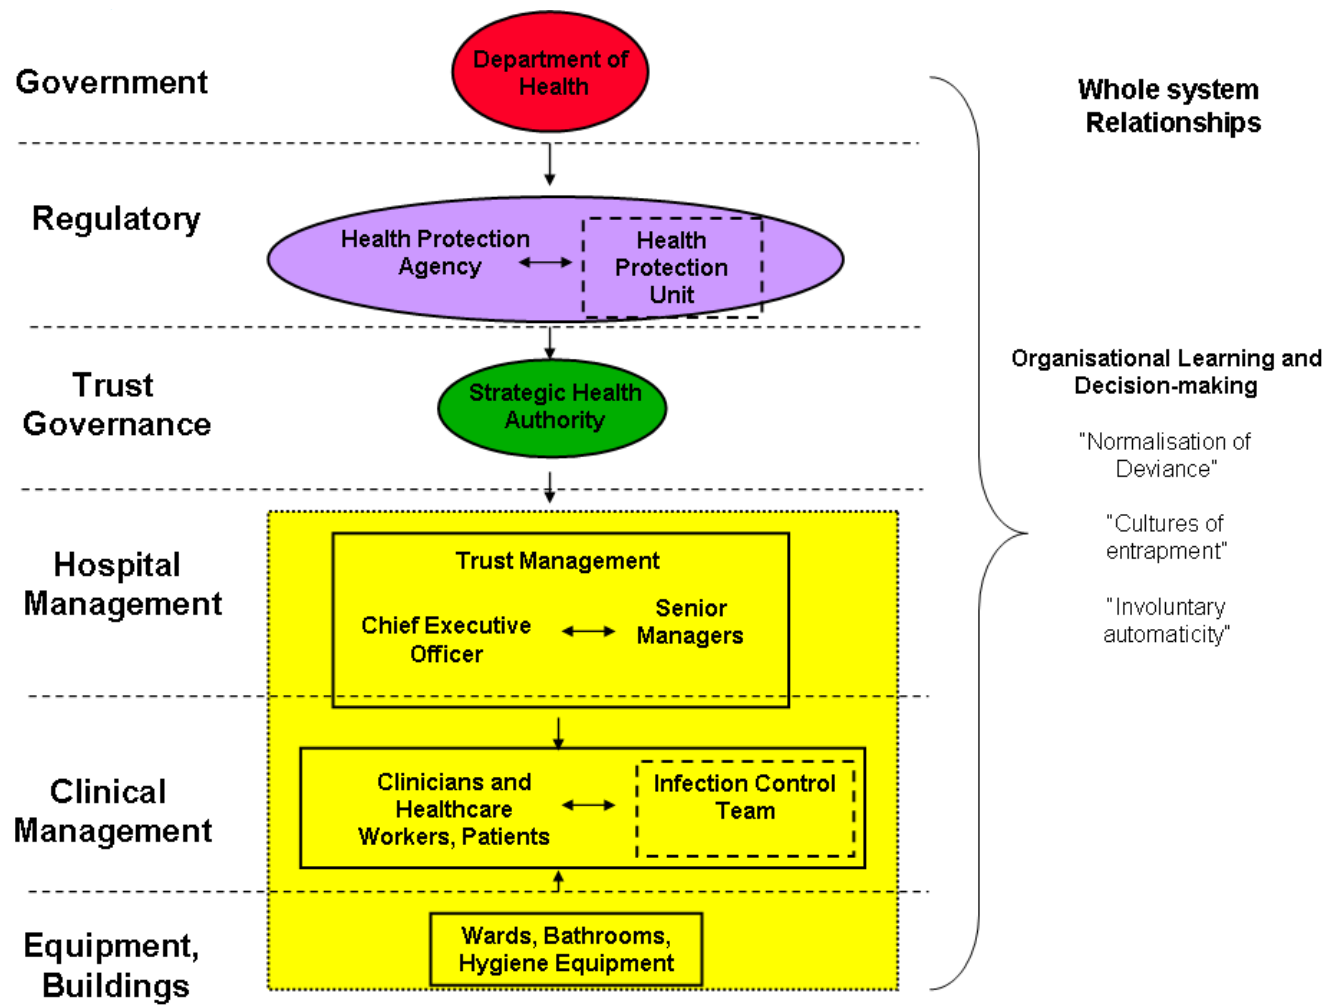 Government
Department of
Health
Regulatory
Health Protection
Agency
Health
Protection
Unit
Trust
Governance
Strategic Health
Authority
Hospital
Management
Trust Management
Chief Executive
Officer
Senior
Managers
Clinical
Management
Clinicians and
Healthcare
Workers, Patients
Infection Control
Team
Equipment,
Buildings
Wards, Bathrooms,
Hygiene Equipment
Whole system
Relationships
Organisational Learning and
Decision-making
"Normalisation of
Deviance"
"Cultures of
entrapment"
"Involuntary
automaticity"